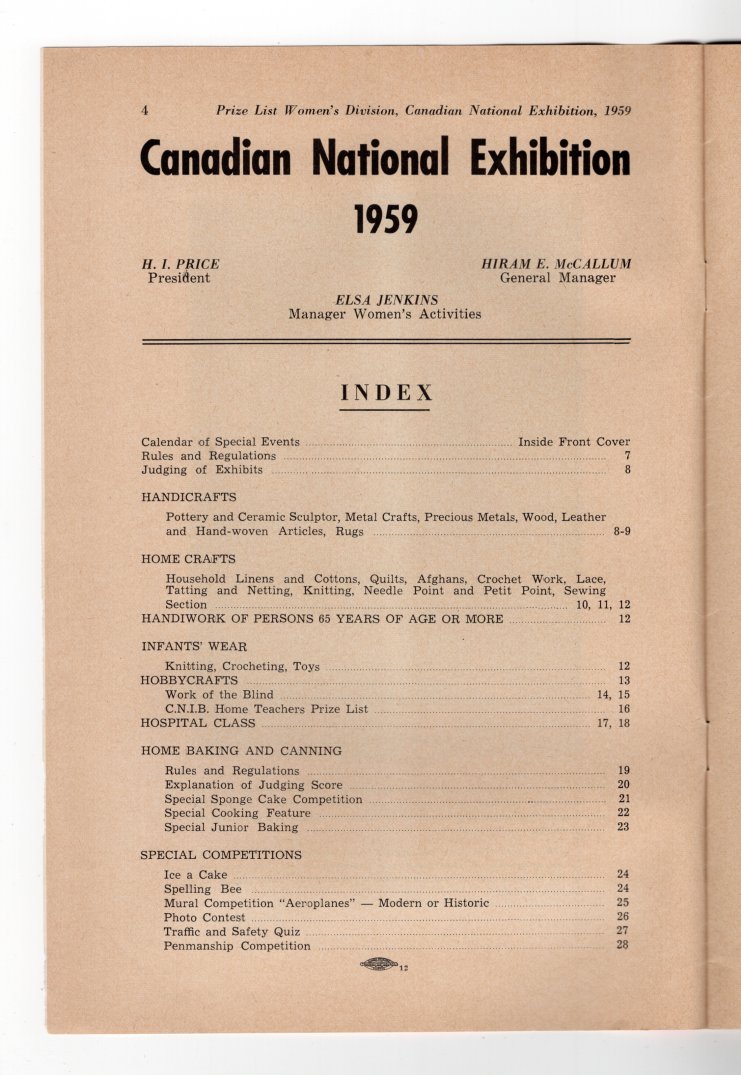 4 Prize List Women's Division, Canadian National Exhibition, 1959
Canadian National Exhibition
1959
H. I. PRICE HIRAM E. McCALLUM
President General Manager
ELSA JENKINS
Manager Women's Activities
INDEX
Calendar of Special Events Inside Front Cover
Rules and Regulations 7
Judging of Exhibits 8
HANDICRAFTS
Pottery and Ceramic Sculptor, Metal Crafts, Precious Metals, Wood, Leather
and Hand-woven Articles, Rugs 8-9
HOME CRAFTS
Household Linens and Cottons, Quilts, Afghans, Crochet Work, Lace,
Tatting and Netting, Knitting, Needle Point and Petit Point, Sewing
Section 10, 11, 12
HANDIWORK OF PERSONS 65 YEARS OF AGE OR MORE 12
INFANTS' WEAR
Knitting, Crocheting, Toys 12
HOBBYCRAFTS 13
Work of the Blind 14, 15
C.N.I.B. Home Teachers Prize List 16
HOSPITAL CLASS 17, 18
HOME BAKING AND CANNING
Rules and Regulations 19
Explanation of Judging Score 20
Special Sponge Cake Competition 21
Special Cooking Feature 22
Special Junior Baking 23
SPECIAL COMPETITIONS
Ice a Cake 24
Spelling Bee 24
Mural Competition "Aeroplanes" — Modern or Historic 25
Photo Contest 26
Traffic and Safety Quiz 27
Penmanship Competition 28
12